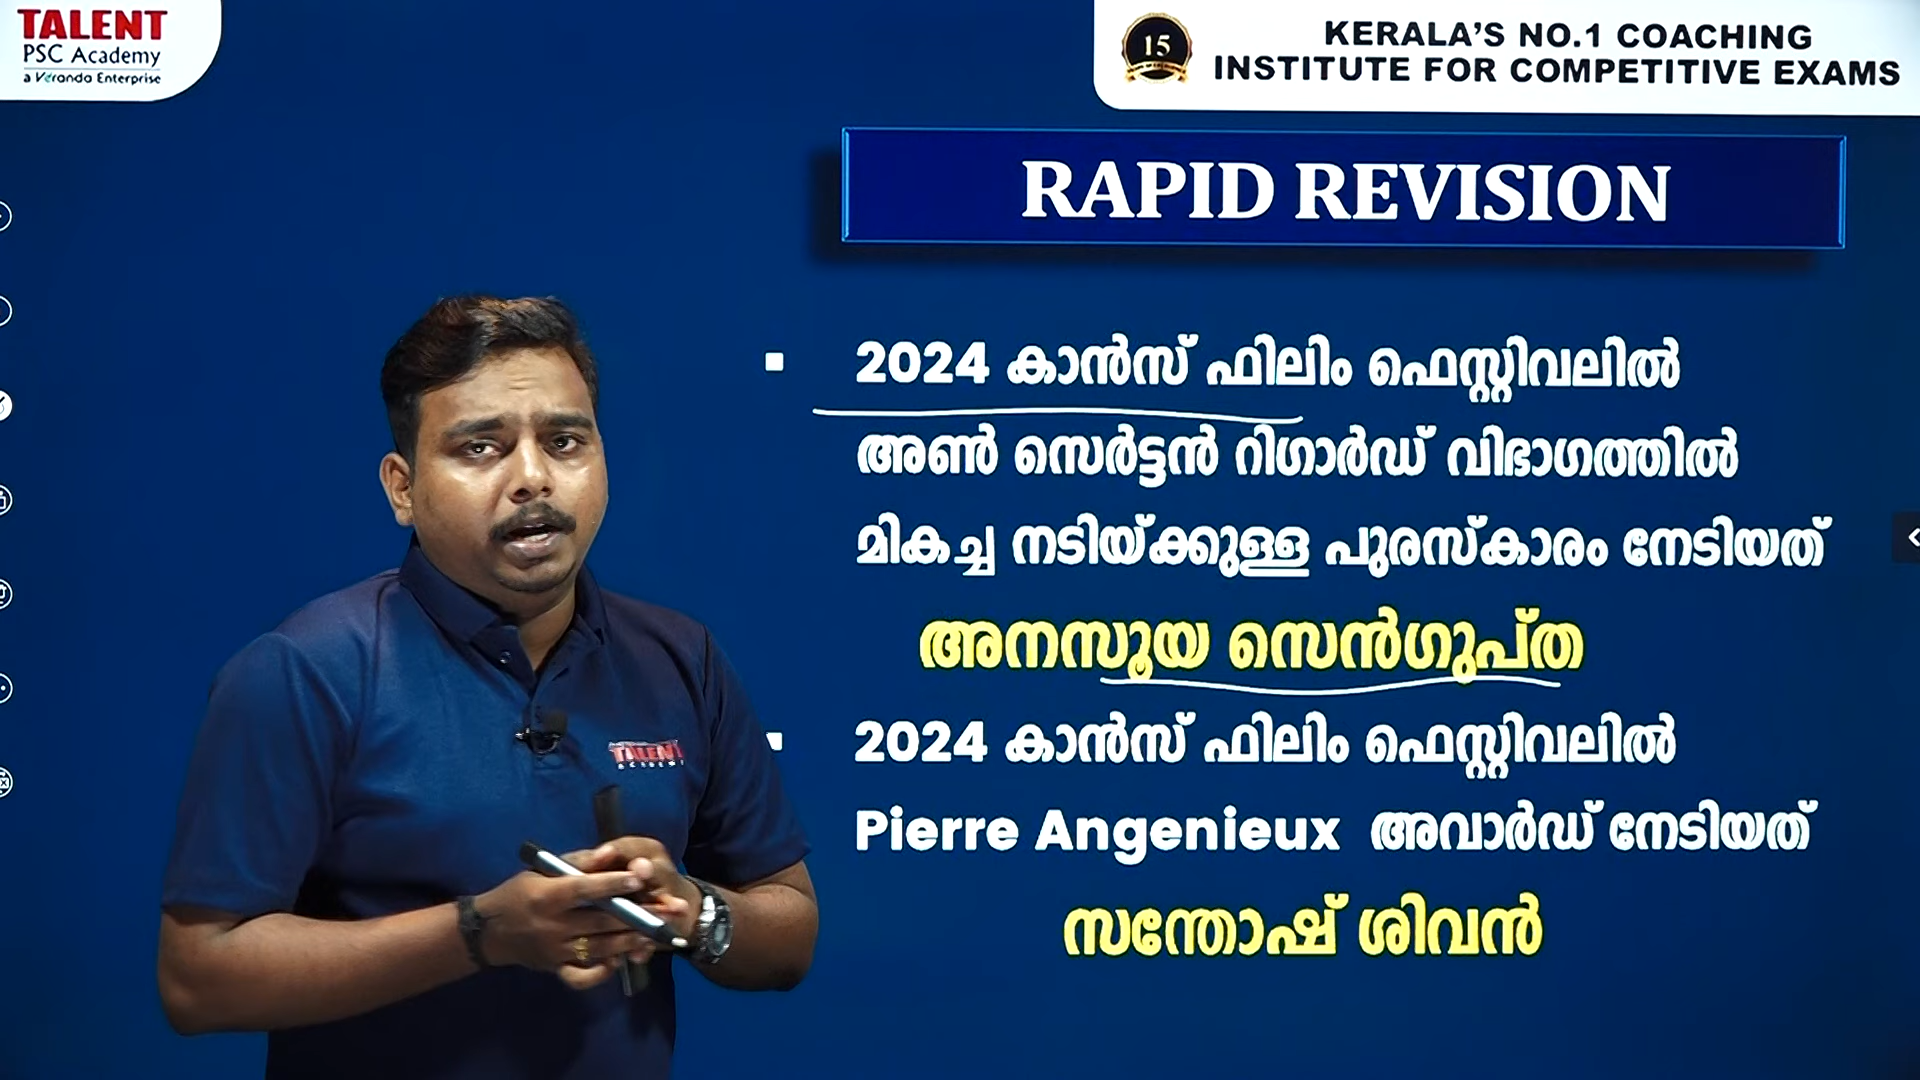 TALENT
PSC Academy
a Veranda Enterprise
15
KERALA'S NO.1 COACHING
INSTITUTE FOR COMPETITIVE EXAMS
RAPID REVISION
▪ 2024 കാൻസ് ഫിലിം ഫെസ്റ്റിവലിൽ
അൺ സെർട്ടൻ റിഗാർഡ് വിഭാഗത്തിൽ
മികച്ച നടിയ്ക്കുള്ള പുരസ്കാരം നേടിയത്
അനസൂയ സെൻഗുപ്ത
▪ 2024 കാൻസ് ഫിലിം ഫെസ്റ്റിവലിൽ
Pierre Angenieux അവാർഡ് നേടിയത്
സന്തോഷ് ശിവൻ
TALENT